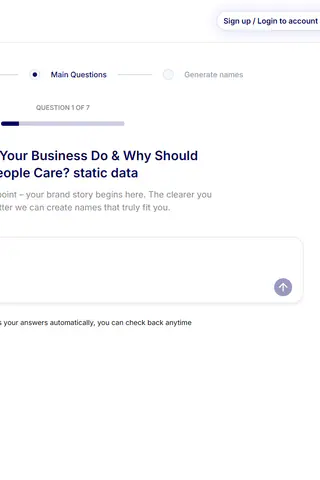 Sign up / Login to account
Main Questions
Generate names
QUESTION 1 OF 7
Your Business Do & Why Should
eople Care? static data
point – your brand story begins here. The clearer you
tter we can create names that truly fit you.
s your answers automatically, you can check back anytime